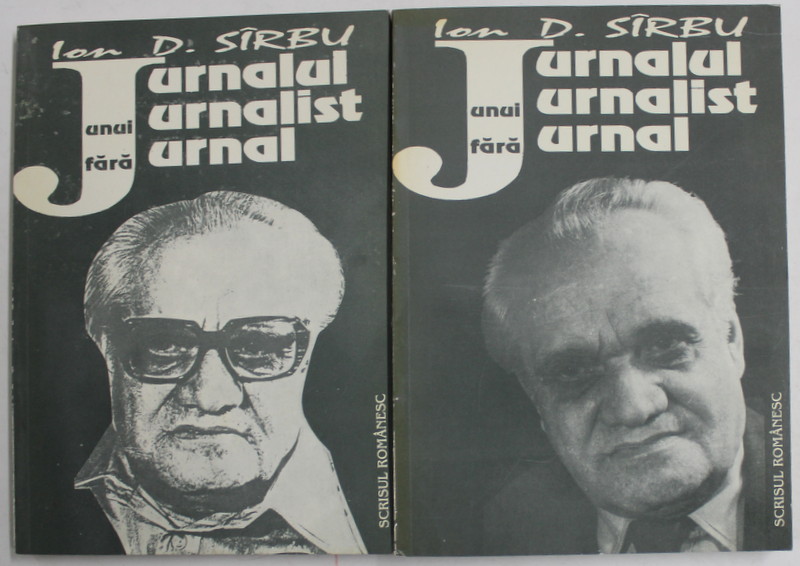 Ion D. SÎRBU
Jurnalul
unui Jurnalist
fără Jurnal
SCRISUL ROMÂNESC
Ion D. SÎRBU
Jurnalul
unui Jurnalist
fără Jurnal
SCRISUL ROMÂNESC